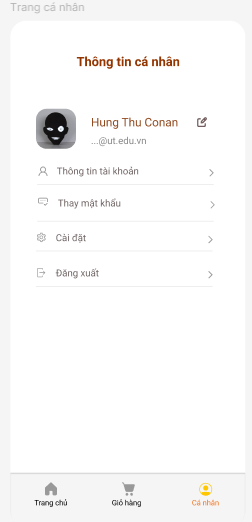 Trang cá nhân
Thông tin cá nhân
Hung Thu Conan
...@ut.edu.vn
Thông tin tài khoản
Thay mật khẩu
Cài đặt
Đăng xuất
Trang chủ
Giỏ hàng
Cá nhân